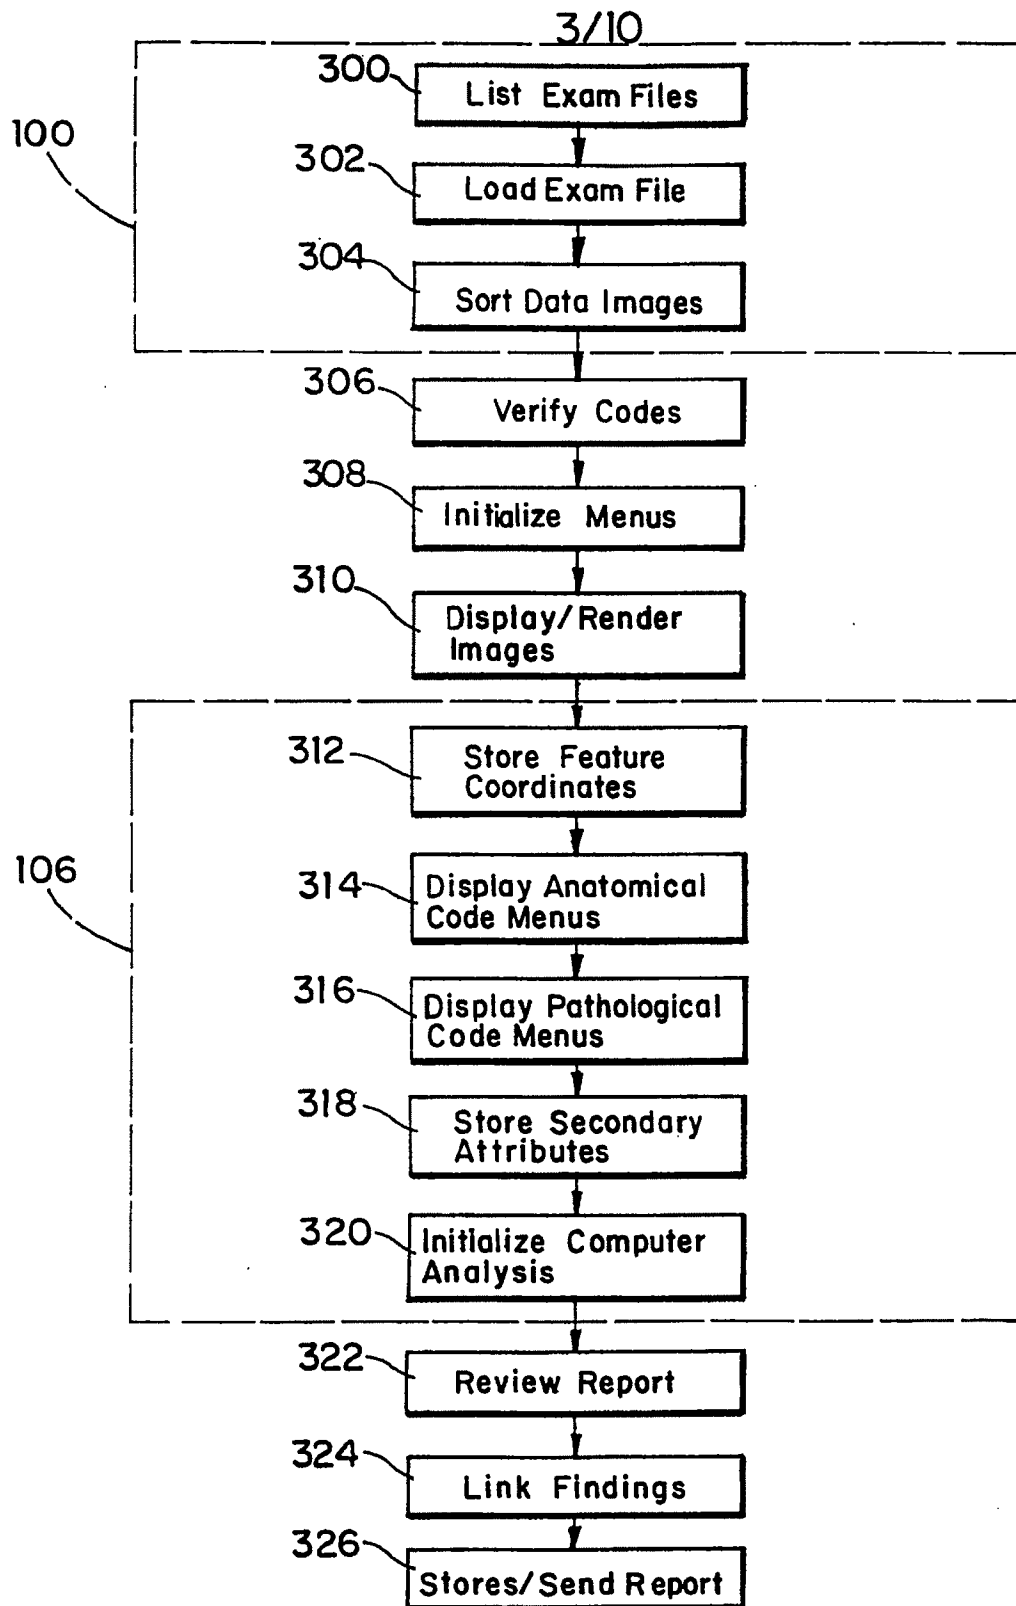 3/10
300
List Exam Files
100
302
Load Exam File
304
Sort Data Images
306
Verify Codes
308
Initialize Menus
310
Display/Render
Images
312
Store Feature
Coordinates
106
314
Display Anatomical
Code Menus
316
Display Pathological
Code Menus
318
Store Secondary
Attributes
320
Initialize Computer
Analysis
322
Review Report
324
Link Findings
326
Stores/Send Report